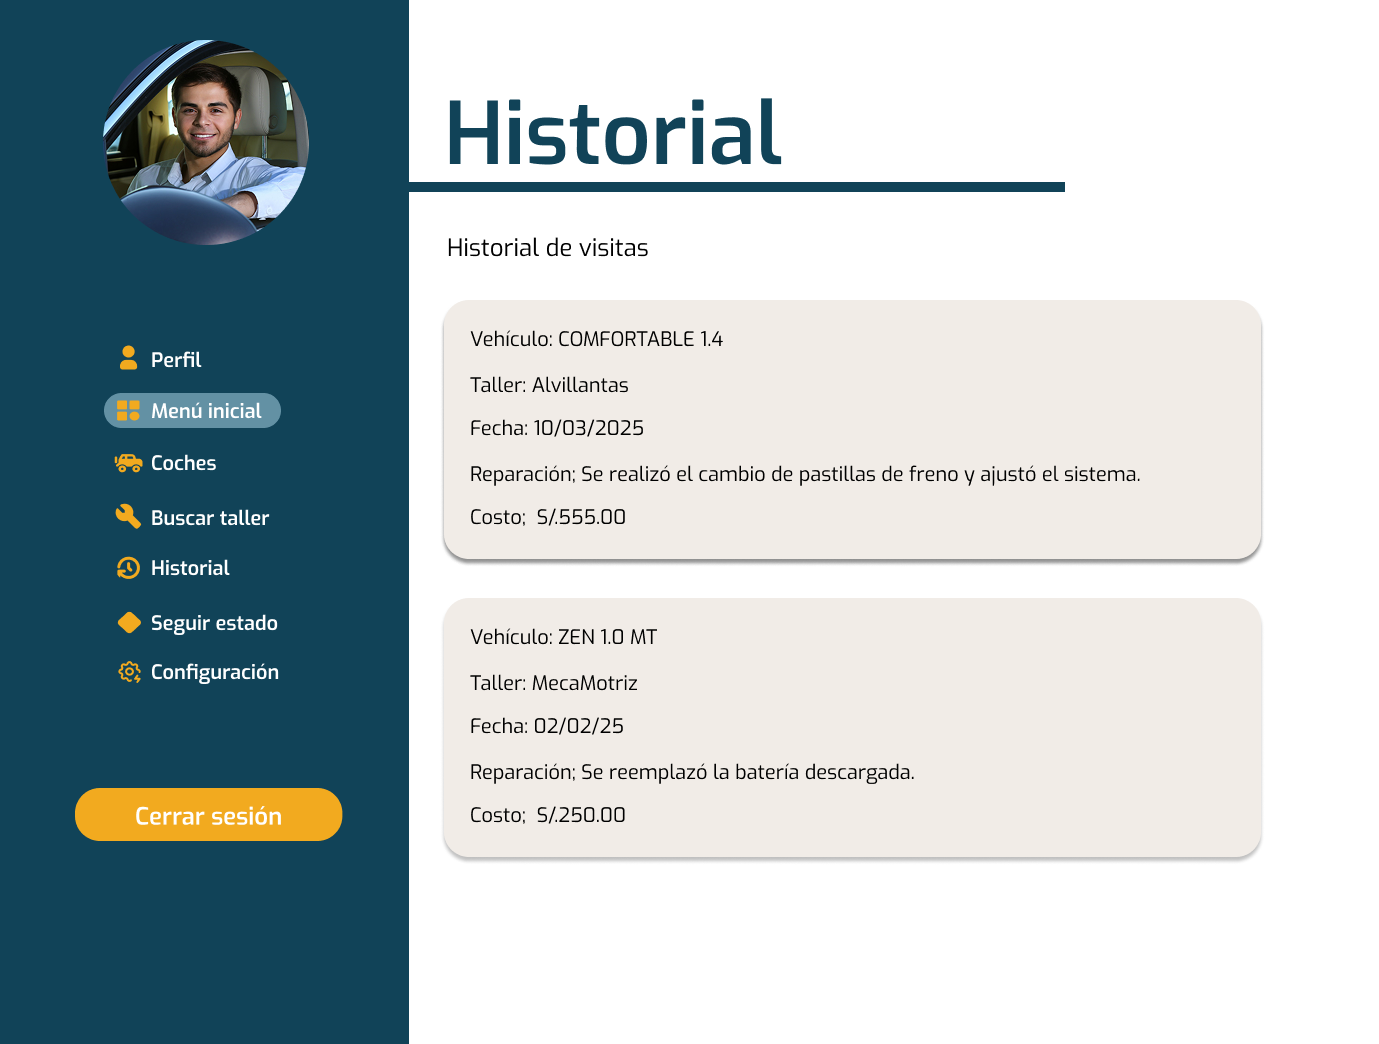 Perfil
Menú inicial
Coches
Buscar taller
Historial
Seguir estado
Configuración
Cerrar sesión
Historial
Historial de visitas
Vehículo: COMFORTABLE 1.4
Taller: Alvillantas
Fecha: 10/03/2025
Reparación; Se realizó el cambio de pastillas de freno y ajustó el sistema.
Costo;  S/.555.00
Vehículo: ZEN 1.0 MT
Taller: MecaMotriz
Fecha: 02/02/25
Reparación; Se reemplazó la batería descargada.
Costo;  S/.250.00